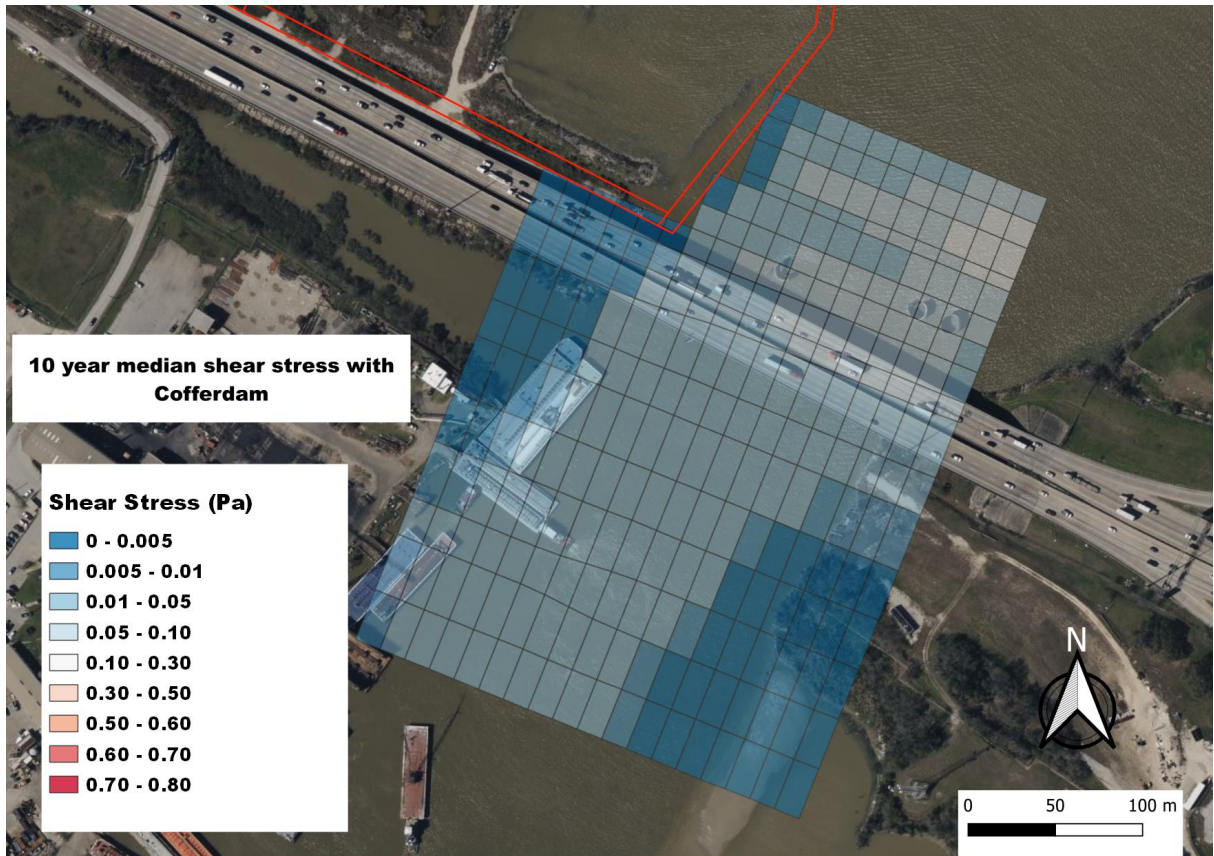 10 year median shear stress with
Cofferdam
Shear Stress (Pa)
0 - 0.005
0.005 - 0.01
0.01 - 0.05
0.05 - 0.10
0.10 - 0.30
0.30 - 0.50
0.50 - 0.60
0.60 - 0.70
0.70 - 0.80
N
0 50 100 m